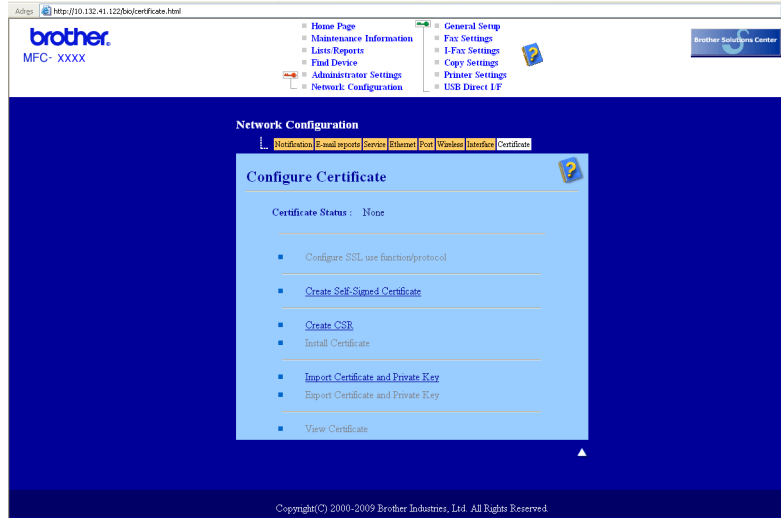 Adres http://10.132.41.122/bio/certificate.html
brother.
MFC- xxxx
Home Page
Maintenance Information
Lists/Reports
Find Device
Administrator Settings
Network Configuration
General Setup
Fax Settings
I-Fax Settings
Copy Settings
Printer Settings
USB Direct I/F
Brother Solutions Center
Network Configuration
Notification E-mail reports Service Ethernet Port Wireless Interface Certificate
Configure Certificate
Certificate Status : None
Configure SSL use function/protocol
Create Self-Signed Certificate
Create CSR
Install Certificate
Import Certificate and Private Key
Export Certificate and Private Key
View Certificate
Copyright(C) 2000-2009 Brother Industries, Ltd. All Rights Reserved.